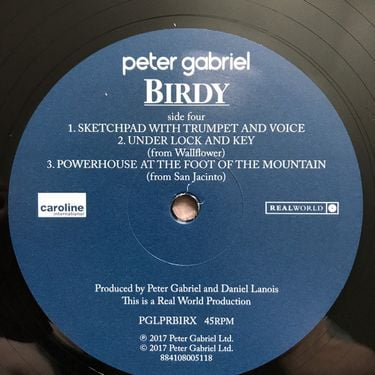 peter gabriel
BIRDY
side four
1. SKETCHPAD WITH TRUMPET AND VOICE
2. UNDER LOCK AND KEY
(from Wallflower)
3. POWERHOUSE AT THE FOOT OF THE MOUNTAIN
(from San Jacinto)
caroline
international
REALWORLD
Produced by Peter Gabriel and Daniel Lanois
This is a Real World Production
PGLPRBIRX 45RPM
℗ 2017 Peter Gabriel Ltd.
© 2017 Peter Gabriel Ltd.
884108005118